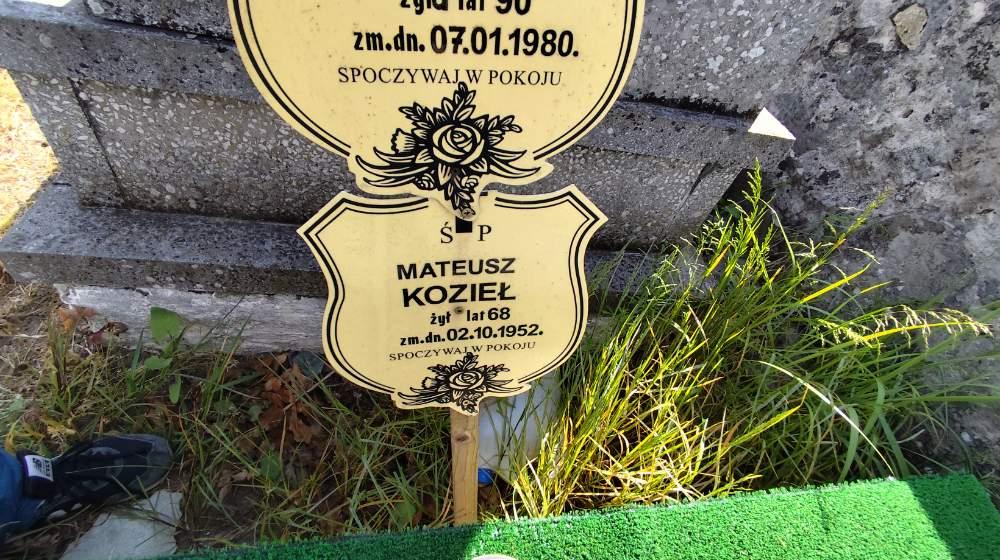 żyła lat 90
zm.dn. 07.01.1980.
SPOCZYWAJ W POKOJU
Ś P
MATEUSZ
KOZIEŁ
żył lat 68
zm.dn. 02.10.1952.
SPOCZYWAJ W POKOJU